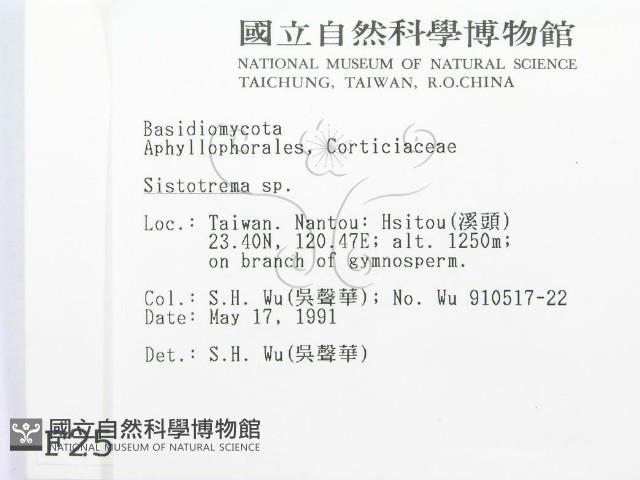 國立自然科學博物館
NATIONAL MUSEUM OF NATURAL SCIENCE
TAICHUNG, TAIWAN, R.O.CHINA
Basidiomycota
Aphyllophorales, Corticiaceae
Sistotrema sp.
Loc.: Taiwan. Nantou: Hsitou(溪頭)
23.40N, 120.47E; alt. 1250m;
on branch of gymnosperm.
Col.: S.H. Wu(吳聲華); No. Wu 910517-22
Date: May 17, 1991
Det.: S.H. Wu(吳聲華)
國立自然科學博物館
NATIONAL MUSEUM OF NATURAL SCIENCE
F25